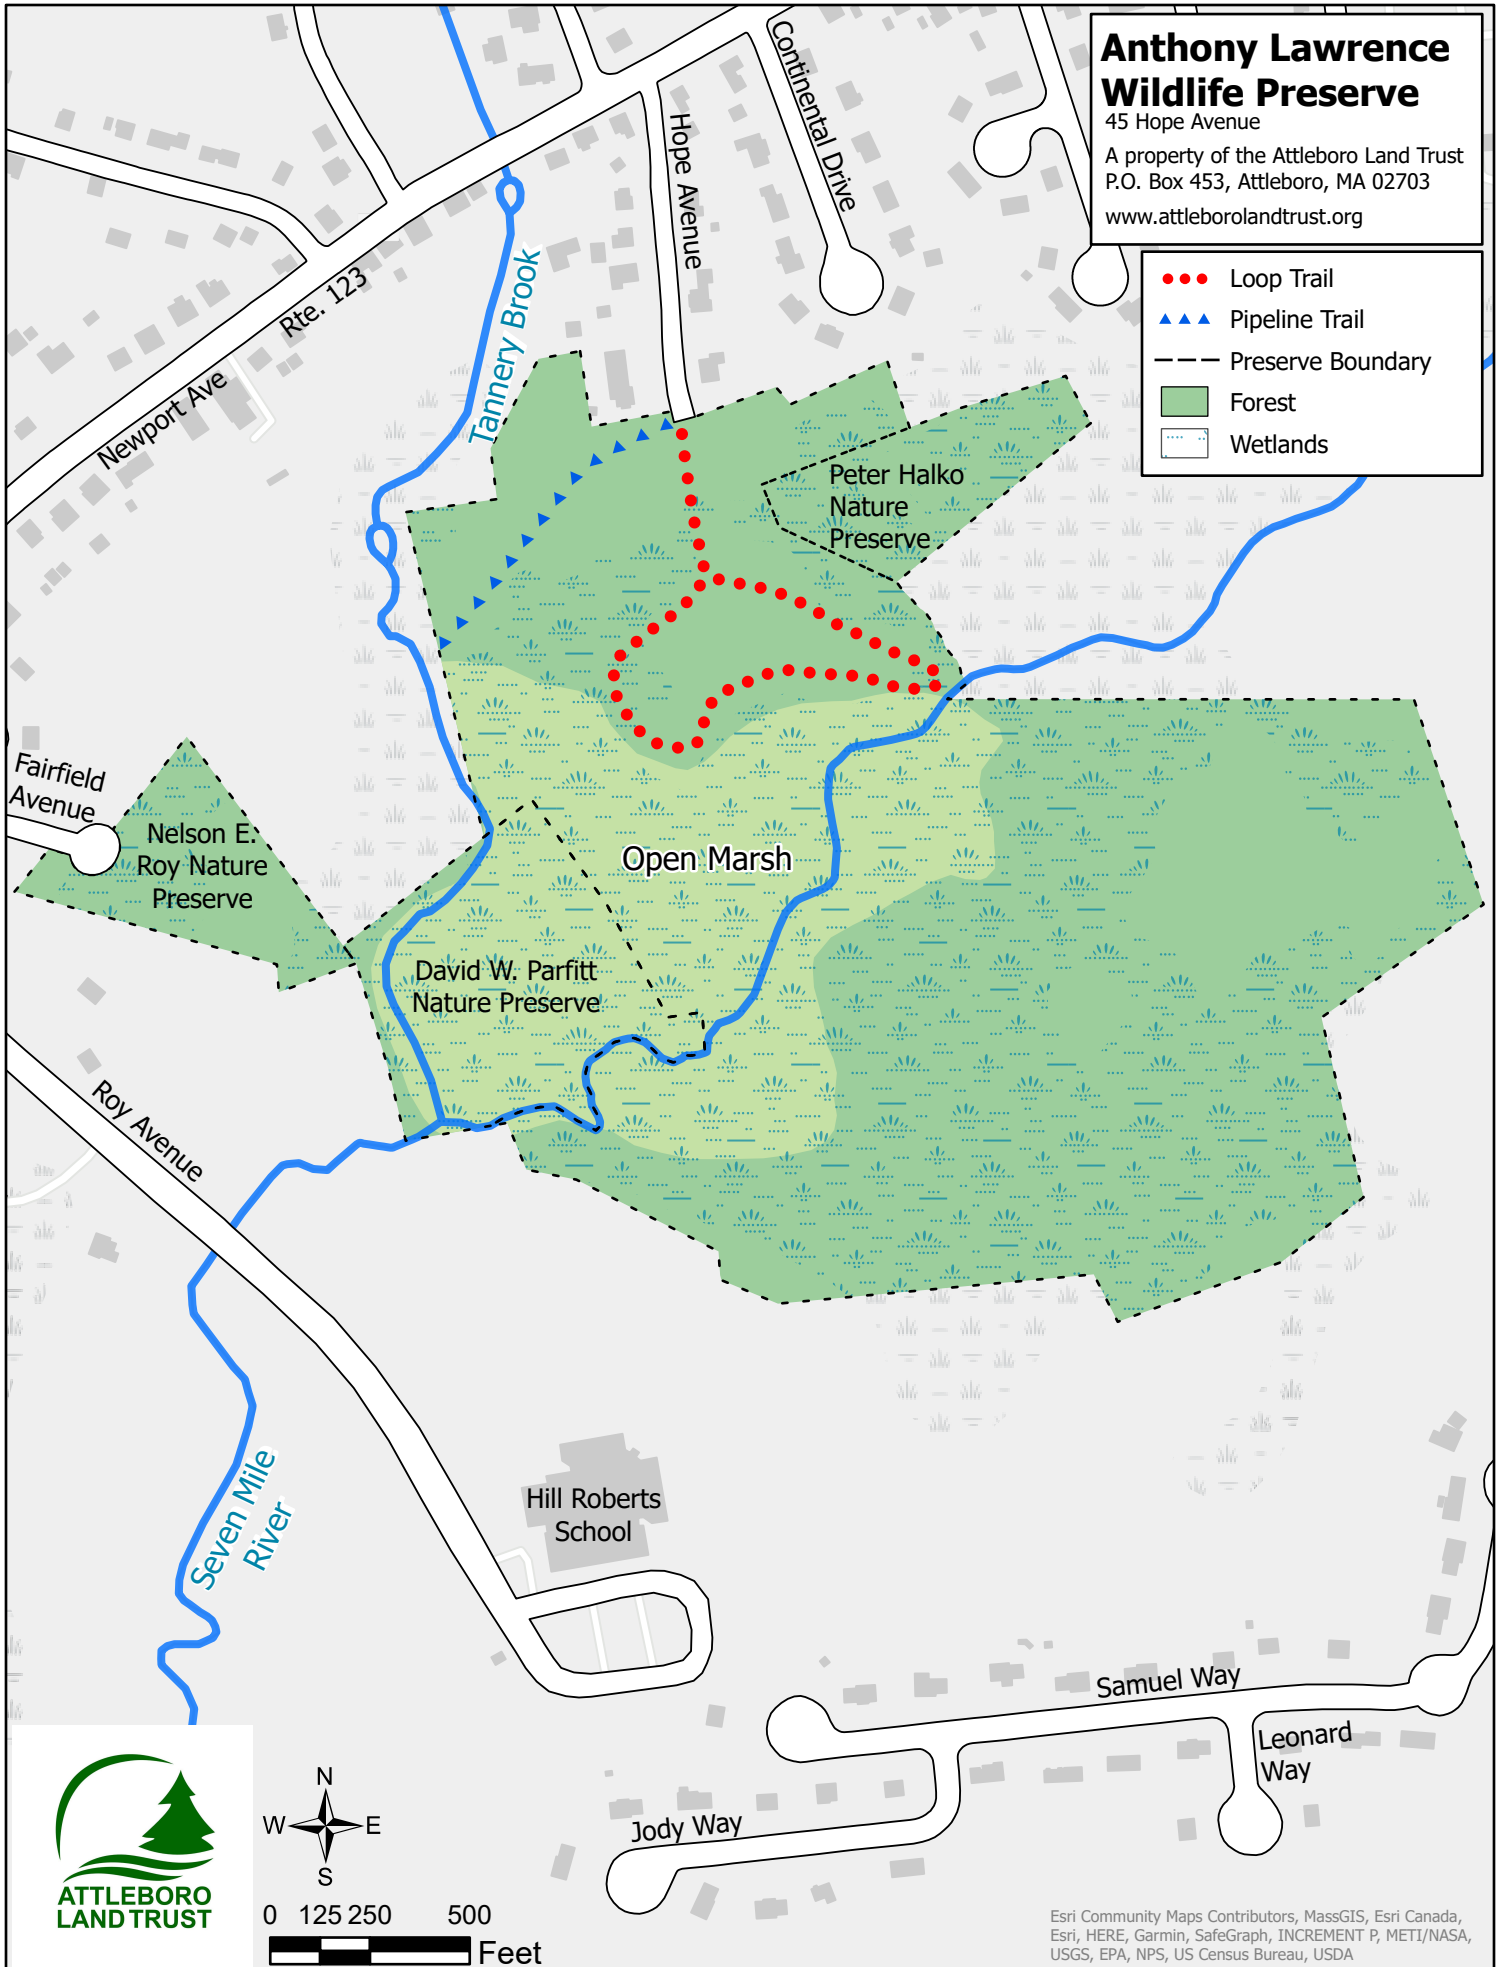 Anthony Lawrence
Wildlife Preserve
45 Hope Avenue
A property of the Attleboro Land Trust
P.O. Box 453, Attleboro, MA 02703
www.attleborolandtrust.org
Loop Trail
Pipeline Trail
Preserve Boundary
Forest
Wetlands
Continental Drive
Hope Avenue
Tannery Brook
Rte. 123
Newport Ave
Peter Halko
Nature
Preserve
Fairfield
Avenue
Nelson E.
Roy Nature
Preserve
Open Marsh
David W. Parfitt
Nature Preserve
Roy Avenue
Seven Mile
River
Hill Roberts
School
Samuel Way
Leonard
Way
Jody Way
ATTLEBORO
LAND TRUST
N
W E
S
0 125 250 500
Feet
Esri Community Maps Contributors, MassGIS, Esri Canada,
Esri, HERE, Garmin, SafeGraph, INCREMENT P, METI/NASA,
USGS, EPA, NPS, US Census Bureau, USDA